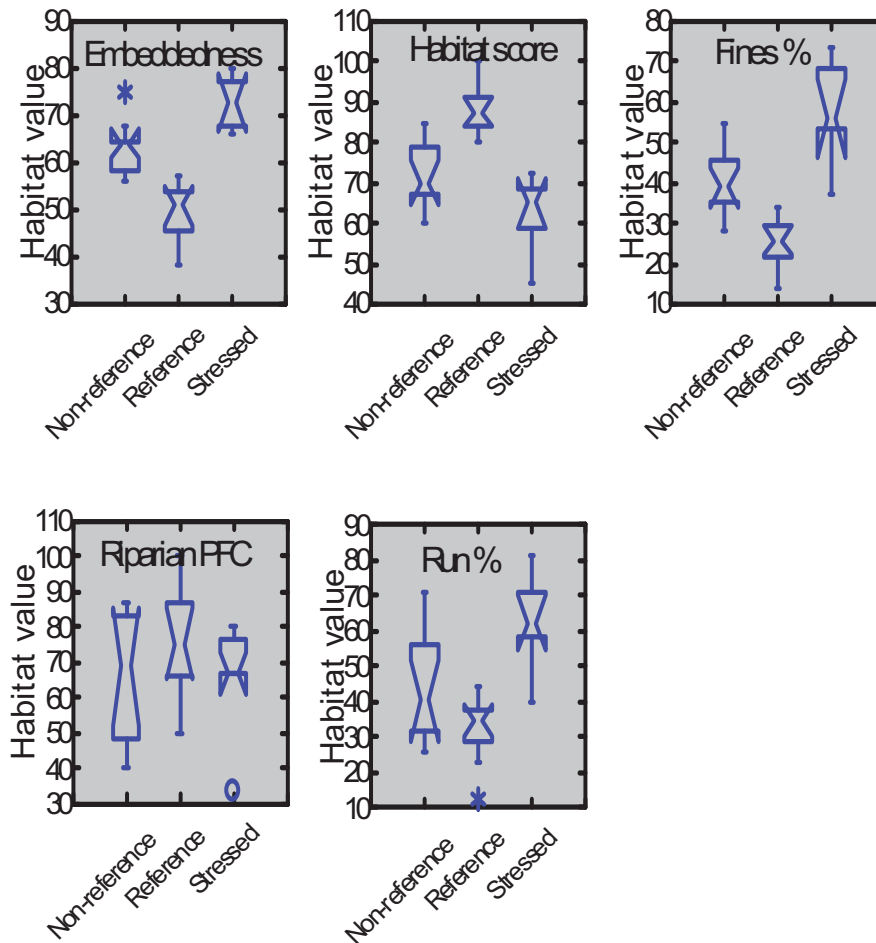 Embeddedness
Habitat value
90
80
70
60
50
40
30
Non-reference
Reference
Stressed
Habitat score
Habitat value
110
100
90
80
70
60
50
40
Non-reference
Reference
Stressed
Fines %
Habitat value
80
70
60
50
40
30
20
10
Non-reference
Reference
Stressed
Riparian PFC
Habitat value
110
100
90
80
70
60
50
40
30
Non-reference
Reference
Stressed
Run %
Habitat value
90
80
70
60
50
40
30
20
10
Non-reference
Reference
Stressed